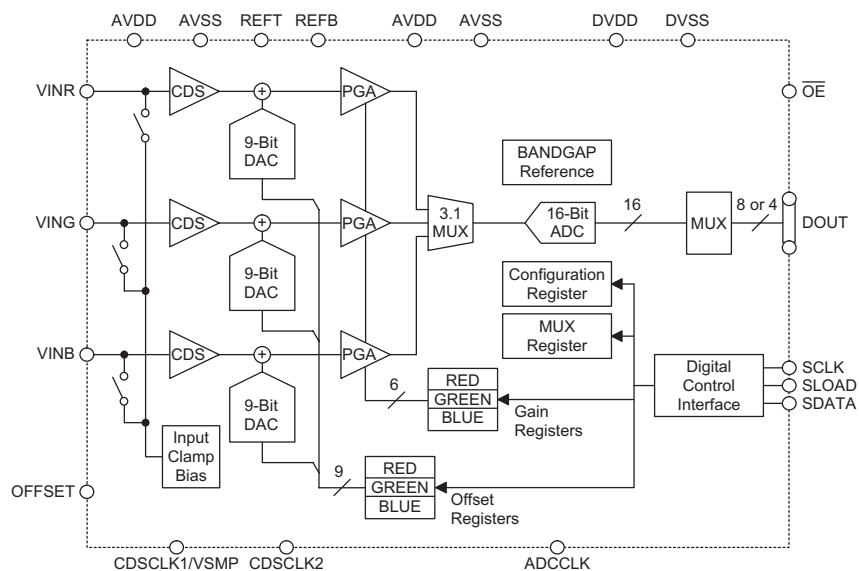 AVDD AVSS REFT REFB AVDD AVSS DVDD DVSS
VINR
CDS
+
PGA
OE
9-Bit
DAC
BANDGAP
Reference
VING
CDS
+
PGA
3.1
MUX
16-Bit
ADC
16
MUX
8 or 4
DOUT
9-Bit
DAC
Configuration
Register
MUX
Register
VINB
CDS
+
PGA
Digital
Control
Interface
SCLK
SLOAD
SDATA
9-Bit
DAC
6
RED
GREEN
BLUE
Gain
Registers
Input
Clamp
Bias
9
RED
GREEN
BLUE
Offset
Registers
OFFSET
CDSCLK1/VSMP CDSCLK2 ADCCLK